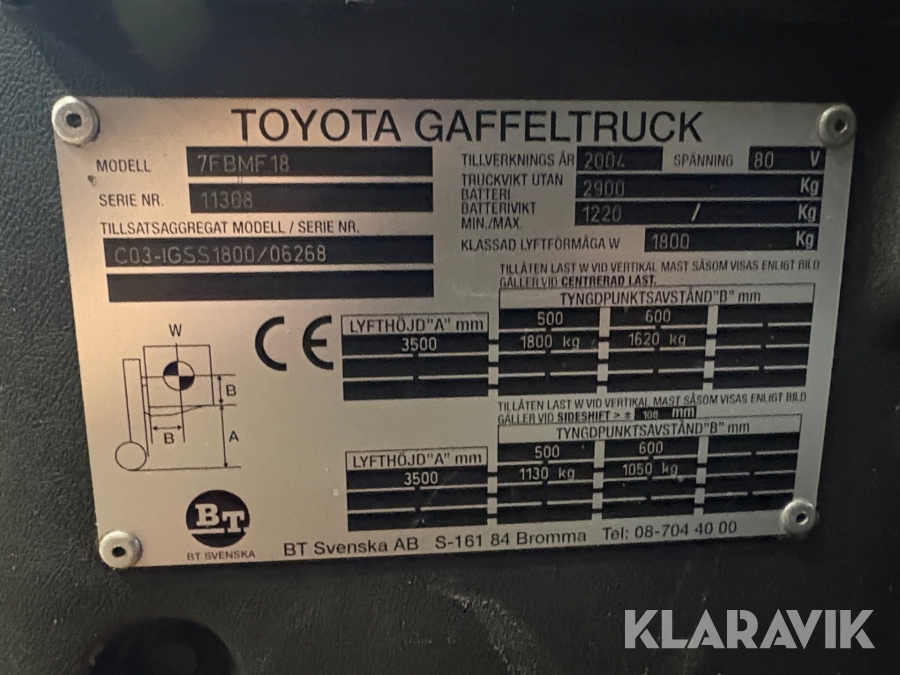 TOYOTA GAFFELTRUCK
MODELL 7FBMF18
SERIE NR. 11308
TILLSATSAGGREGAT MODELL / SERIE NR.
C03-IGSS1800/06268
TILLVERKNINGS ÅR 2004 SPÄNNING 80 V
TRUCKVIKT UTAN
BATTERI 2900 Kg
BATTERIVIKT
MIN./MAX. 1220 / Kg
KLASSAD LYFTFÖRMÅGA W 1800 Kg
TILLÅTEN LAST W VID VERTIKAL MAST SÅSOM VISAS ENLIGT BILD
GÄLLER VID CENTRERAD LAST.
TYNGDPUNKTSAVSTÅND"B" mm
LYFTHÖJD"A" mm 500 600
3500 1800 kg 1620 kg
TILLÅTEN LAST W VID VERTIKAL MAST SÅSOM VISAS ENLIGT BILD
GÄLLER VID SIDESHIFT > ± 100 mm
TYNGDPUNKTSAVSTÅND"B" mm
LYFTHÖJD"A" mm 500 600
3500 1130 kg 1050 kg
CE
W
B
B
A
BT
BT SVENSKA
BT Svenska AB S-161 84 Bromma Tel: 08-704 40 00
KLARAVIK